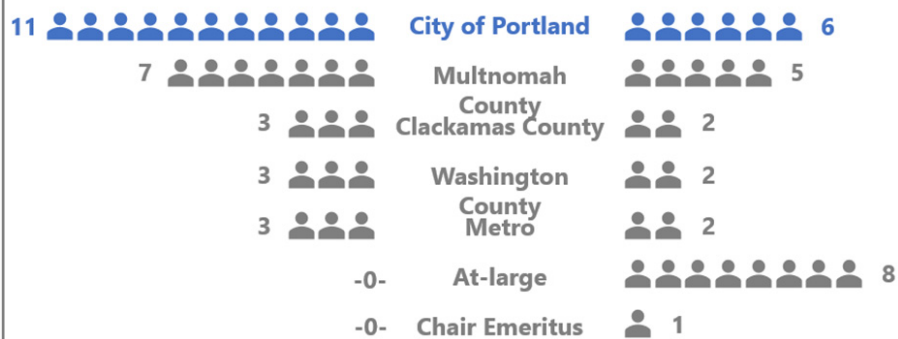 11 City of Portland 6
7 Multnomah County 5
3 Clackamas County 2
3 Washington County 2
3 Metro 2
-0- At-large 8
-0- Chair Emeritus 1